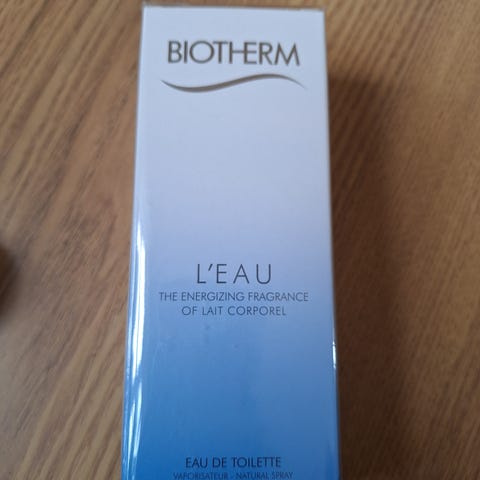 BIOTHERM
L'EAU
THE ENERGIZING FRAGRANCE
OF LAIT CORPOREL
EAU DE TOILETTE
VAPORISATEUR - NATURAL SPRAY